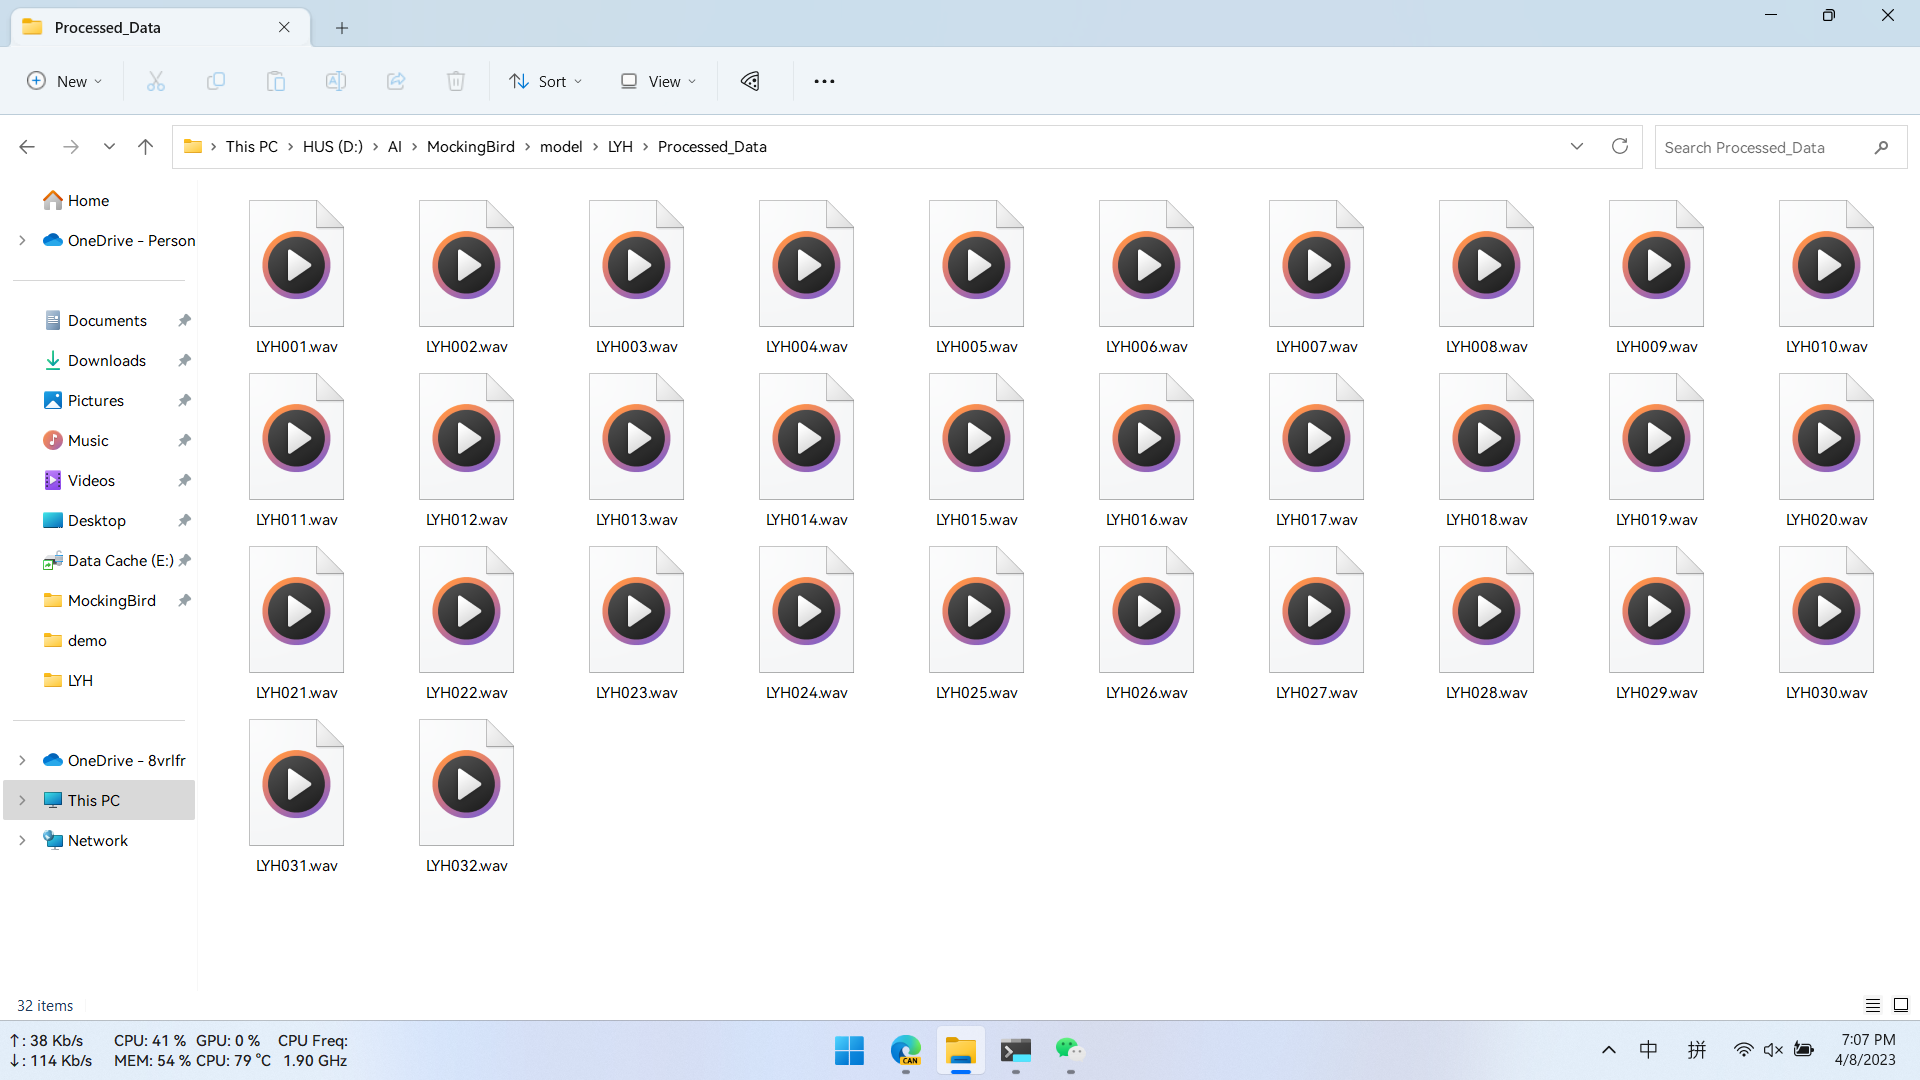 Processed_Data
New
Sort
View
This PC
HUS (D:)
AI
MockingBird
model
LYH
Processed_Data
Search Processed_Data
Home
OneDrive - Person
Documents
Downloads
Pictures
Music
Videos
Desktop
Data Cache (E:)
MockingBird
demo
LYH
OneDrive - 8vrlfr
This PC
Network
LYH001.wav
LYH002.wav
LYH003.wav
LYH004.wav
LYH005.wav
LYH006.wav
LYH007.wav
LYH008.wav
LYH009.wav
LYH010.wav
LYH011.wav
LYH012.wav
LYH013.wav
LYH014.wav
LYH015.wav
LYH016.wav
LYH017.wav
LYH018.wav
LYH019.wav
LYH020.wav
LYH021.wav
LYH022.wav
LYH023.wav
LYH024.wav
LYH025.wav
LYH026.wav
LYH027.wav
LYH028.wav
LYH029.wav
LYH030.wav
LYH031.wav
LYH032.wav
32 items
↑: 38 Kb/s CPU: 41 % GPU: 0 % CPU Freq:
↓: 114 Kb/s MEM: 54 % CPU: 79 °C 1.90 GHz
CAN
中
拼
7:07 PM
4/8/2023